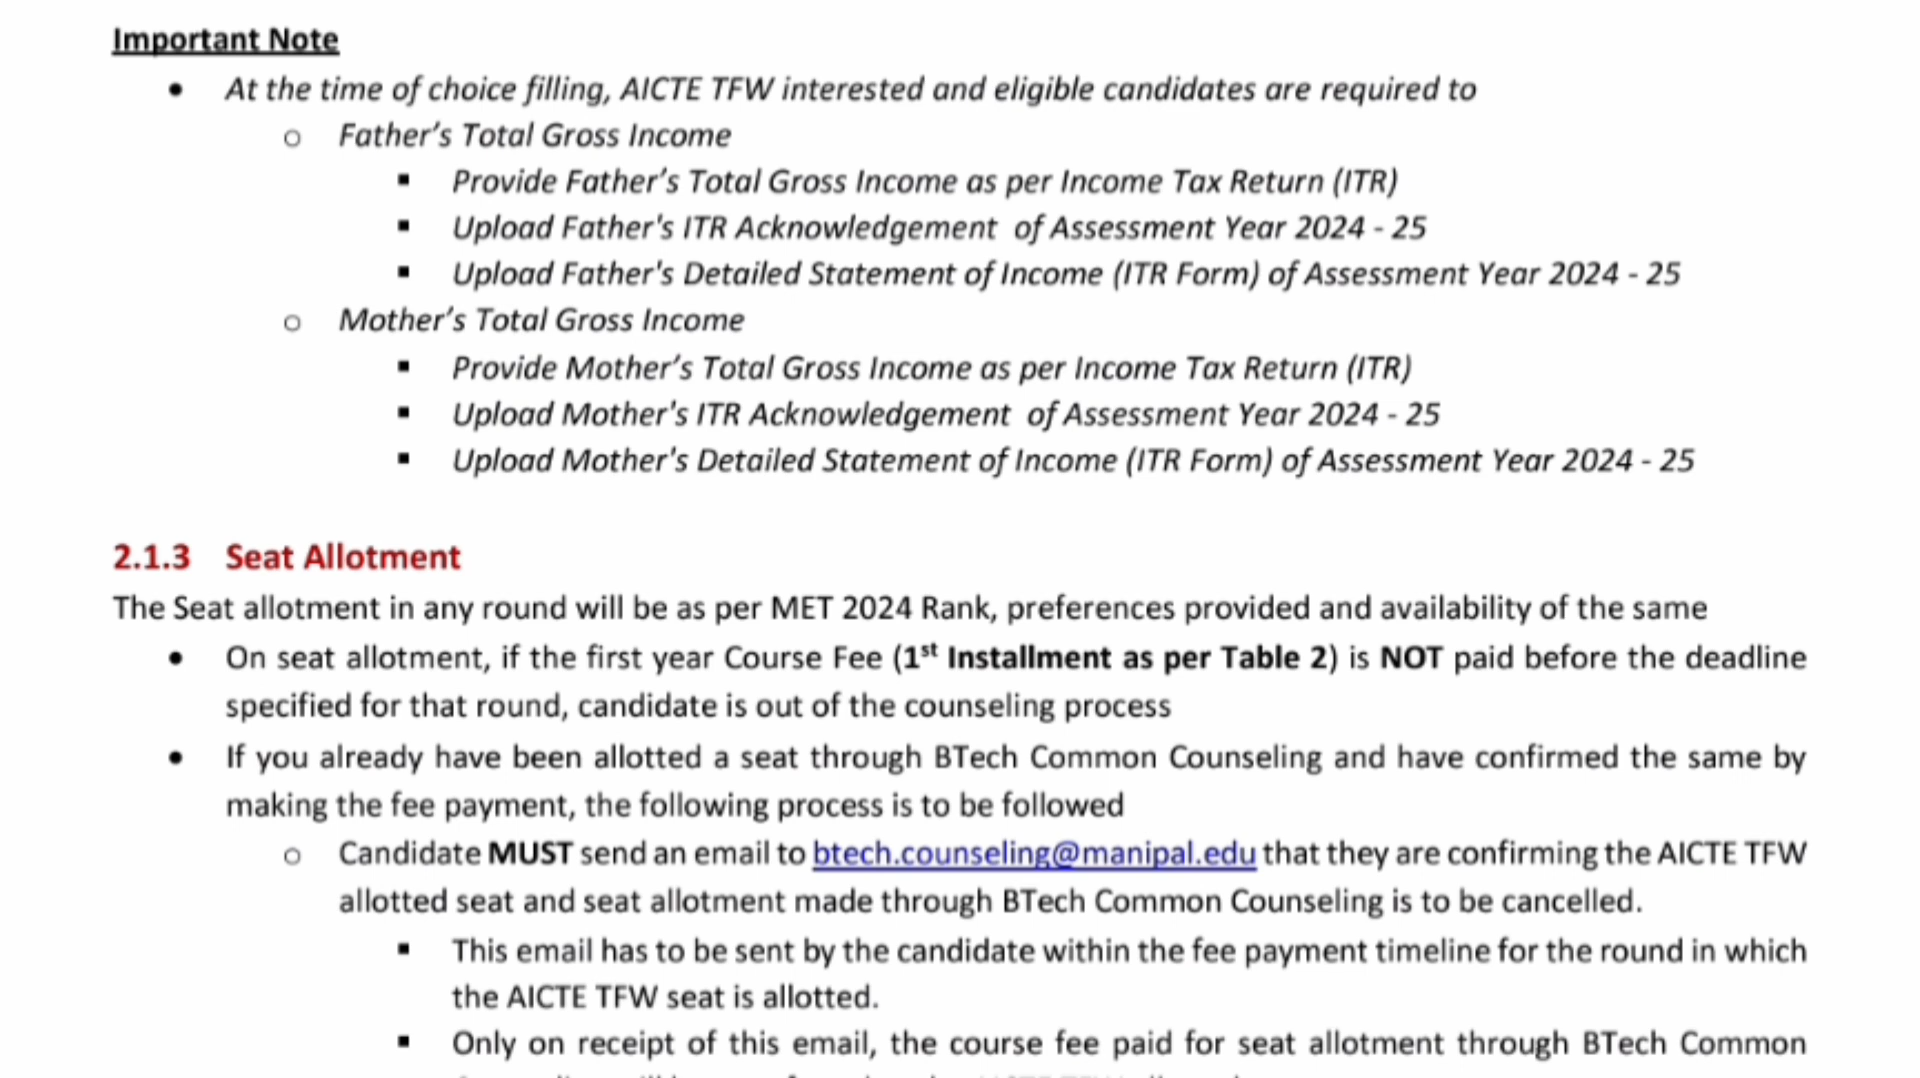 Important Note
• At the time of choice filling, AICTE TFW interested and eligible candidates are required to
o Father’s Total Gross Income
▪ Provide Father’s Total Gross Income as per Income Tax Return (ITR)
▪ Upload Father's ITR Acknowledgement of Assessment Year 2024 - 25
▪ Upload Father's Detailed Statement of Income (ITR Form) of Assessment Year 2024 - 25
o Mother’s Total Gross Income
▪ Provide Mother’s Total Gross Income as per Income Tax Return (ITR)
▪ Upload Mother's ITR Acknowledgement of Assessment Year 2024 - 25
▪ Upload Mother's Detailed Statement of Income (ITR Form) of Assessment Year 2024 - 25
2.1.3 Seat Allotment
The Seat allotment in any round will be as per MET 2024 Rank, preferences provided and availability of the same
• On seat allotment, if the first year Course Fee (1st Installment as per Table 2) is NOT paid before the deadline
specified for that round, candidate is out of the counseling process
• If you already have been allotted a seat through BTech Common Counseling and have confirmed the same by
making the fee payment, the following process is to be followed
o Candidate MUST send an email to btech.counseling@manipal.edu that they are confirming the AICTE TFW
allotted seat and seat allotment made through BTech Common Counseling is to be cancelled.
▪ This email has to be sent by the candidate within the fee payment timeline for the round in which
the AICTE TFW seat is allotted.
▪ Only on receipt of this email, the course fee paid for seat allotment through BTech Common